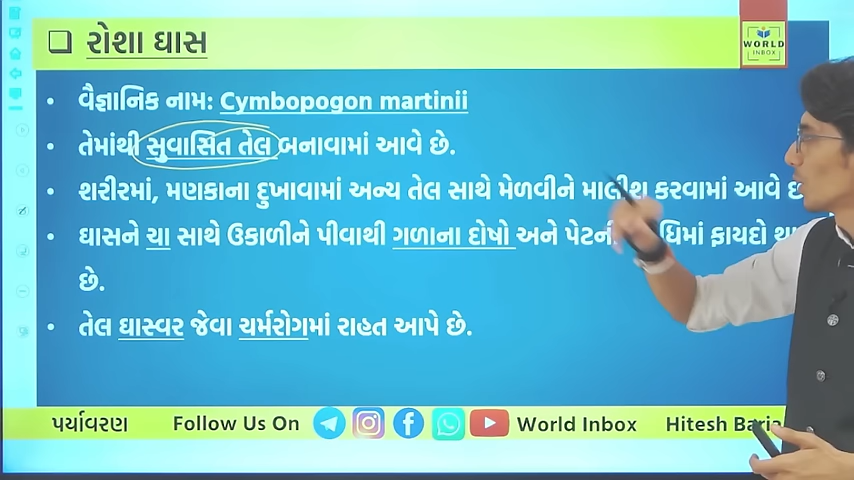 ❑ રોશા ઘાસ
WORLD
INBOX
• વૈજ્ઞાનિક નામ: Cymbopogon martinii
• તેમાંથી સુવાસિત તેલ બનાવામાં આવે છે.
• શરીરમાં, મણકાના દુખાવામાં અન્ય તેલ સાથે મેળવીને માલીશ કરવામાં આવે
• ઘાસને ચા સાથે ઉકાળીને પીવાથી ગળાના દોષો અને ફાયદો
છે.
• તેલ ઘાસ્વર જેવા ચર્મરોગમાં રાહત આપે છે.
પર્યાવરણ Follow Us On World Inbox Hitesh